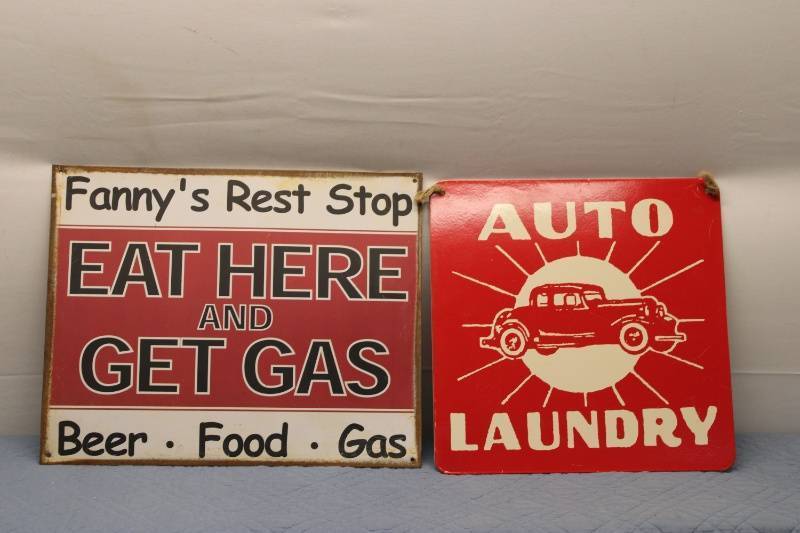 Fanny's Rest Stop
EAT HERE
AND
GET GAS
Beer · Food · Gas
AUTO
LAUNDRY